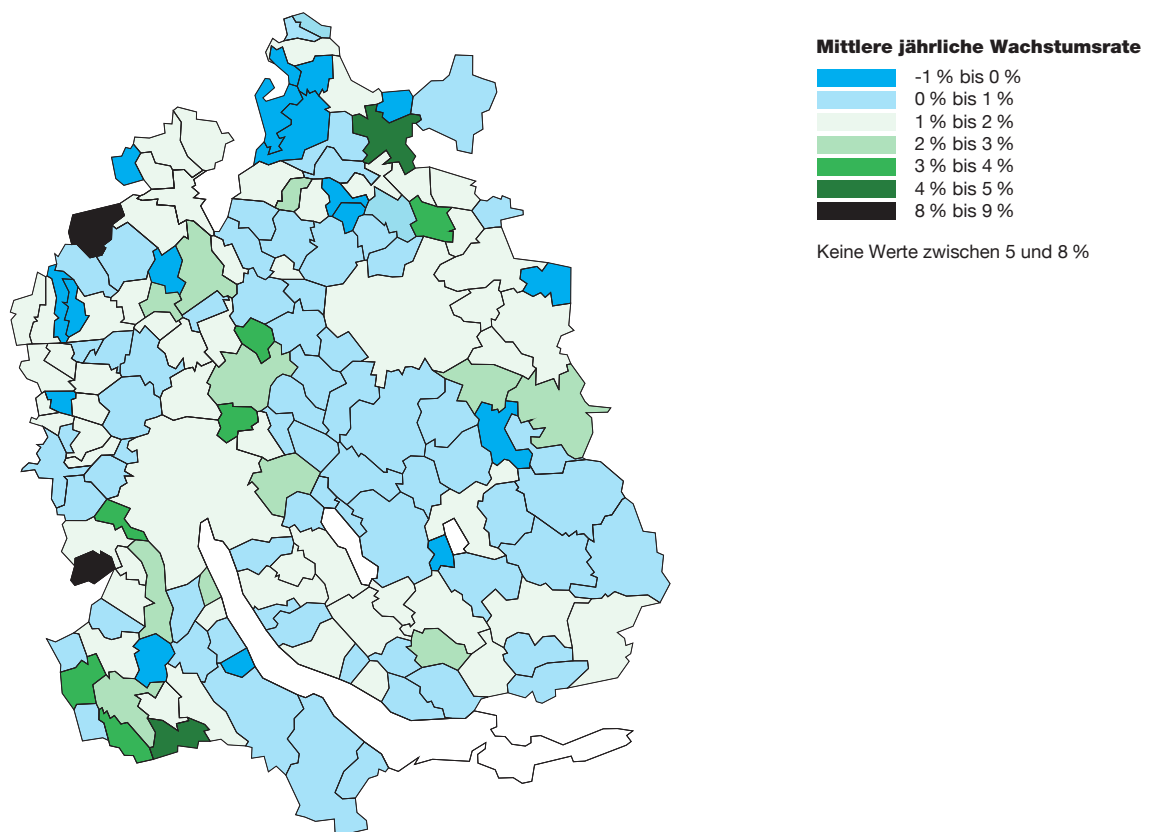 Mittlere jährliche Wachstumsrate
-1 % bis 0 %
0 % bis 1 %
1 % bis 2 %
2 % bis 3 %
3 % bis 4 %
4 % bis 5 %
8 % bis 9 %
Keine Werte zwischen 5 und 8 %